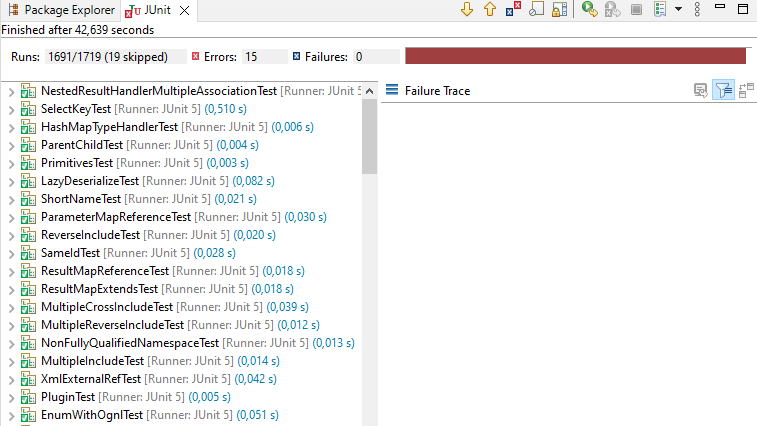 Package Explorer JUnit
Finished after 42,639 seconds
Runs: 1691/1719 (19 skipped) Errors: 15 Failures: 0
NestedResultHandlerMultipleAssociationTest [Runner: JUnit 5
SelectKeyTest [Runner: JUnit 5] (0,510 s)
HashMapTypeHandlerTest [Runner: JUnit 5] (0,006 s)
ParentChildTest [Runner: JUnit 5] (0,004 s)
PrimitivesTest [Runner: JUnit 5] (0,003 s)
LazyDeserializeTest [Runner: JUnit 5] (0,082 s)
ShortNameTest [Runner: JUnit 5] (0,021 s)
ParameterMapReferenceTest [Runner: JUnit 5] (0,030 s)
ReverseIncludeTest [Runner: JUnit 5] (0,020 s)
SameIdTest [Runner: JUnit 5] (0,028 s)
ResultMapReferenceTest [Runner: JUnit 5] (0,018 s)
ResultMapExtendsTest [Runner: JUnit 5] (0,018 s)
MultipleCrossIncludeTest [Runner: JUnit 5] (0,039 s)
MultipleReverseIncludeTest [Runner: JUnit 5] (0,012 s)
NonFullyQualifiedNamespaceTest [Runner: JUnit 5] (0,013 s)
MultipleIncludeTest [Runner: JUnit 5] (0,014 s)
XmlExternalRefTest [Runner: JUnit 5] (0,042 s)
PluginTest [Runner: JUnit 5] (0,005 s)
EnumWithOgnlTest [Runner: JUnit 5] (0,051 s)
Failure Trace